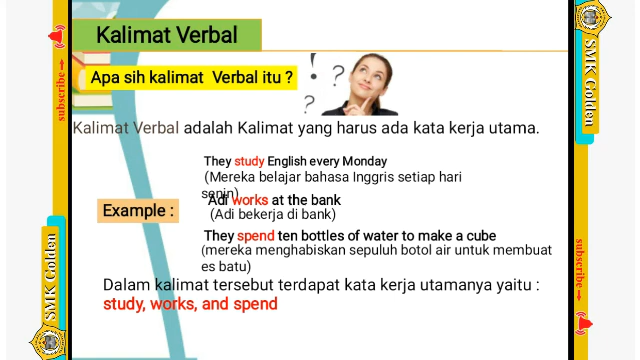 Kalimat Verbal
Apa sih kalimat Verbal itu ?
! ?
?
Kalimat Verbal adalah Kalimat yang harus ada kata kerja utama.
They study English every Monday
(Mereka belajar bahasa Inggris setiap hari
senin)
Adi works at the bank
(Adi bekerja di bank)
Example :
They spend ten bottles of water to make a cube
(mereka menghabiskan sepuluh botol air untuk membuat
es batu)
Dalam kalimat tersebut terdapat kata kerja utamanya yaitu :
study, works, and spend
subscribe
SMK Golden
SMK Golden
subscribe